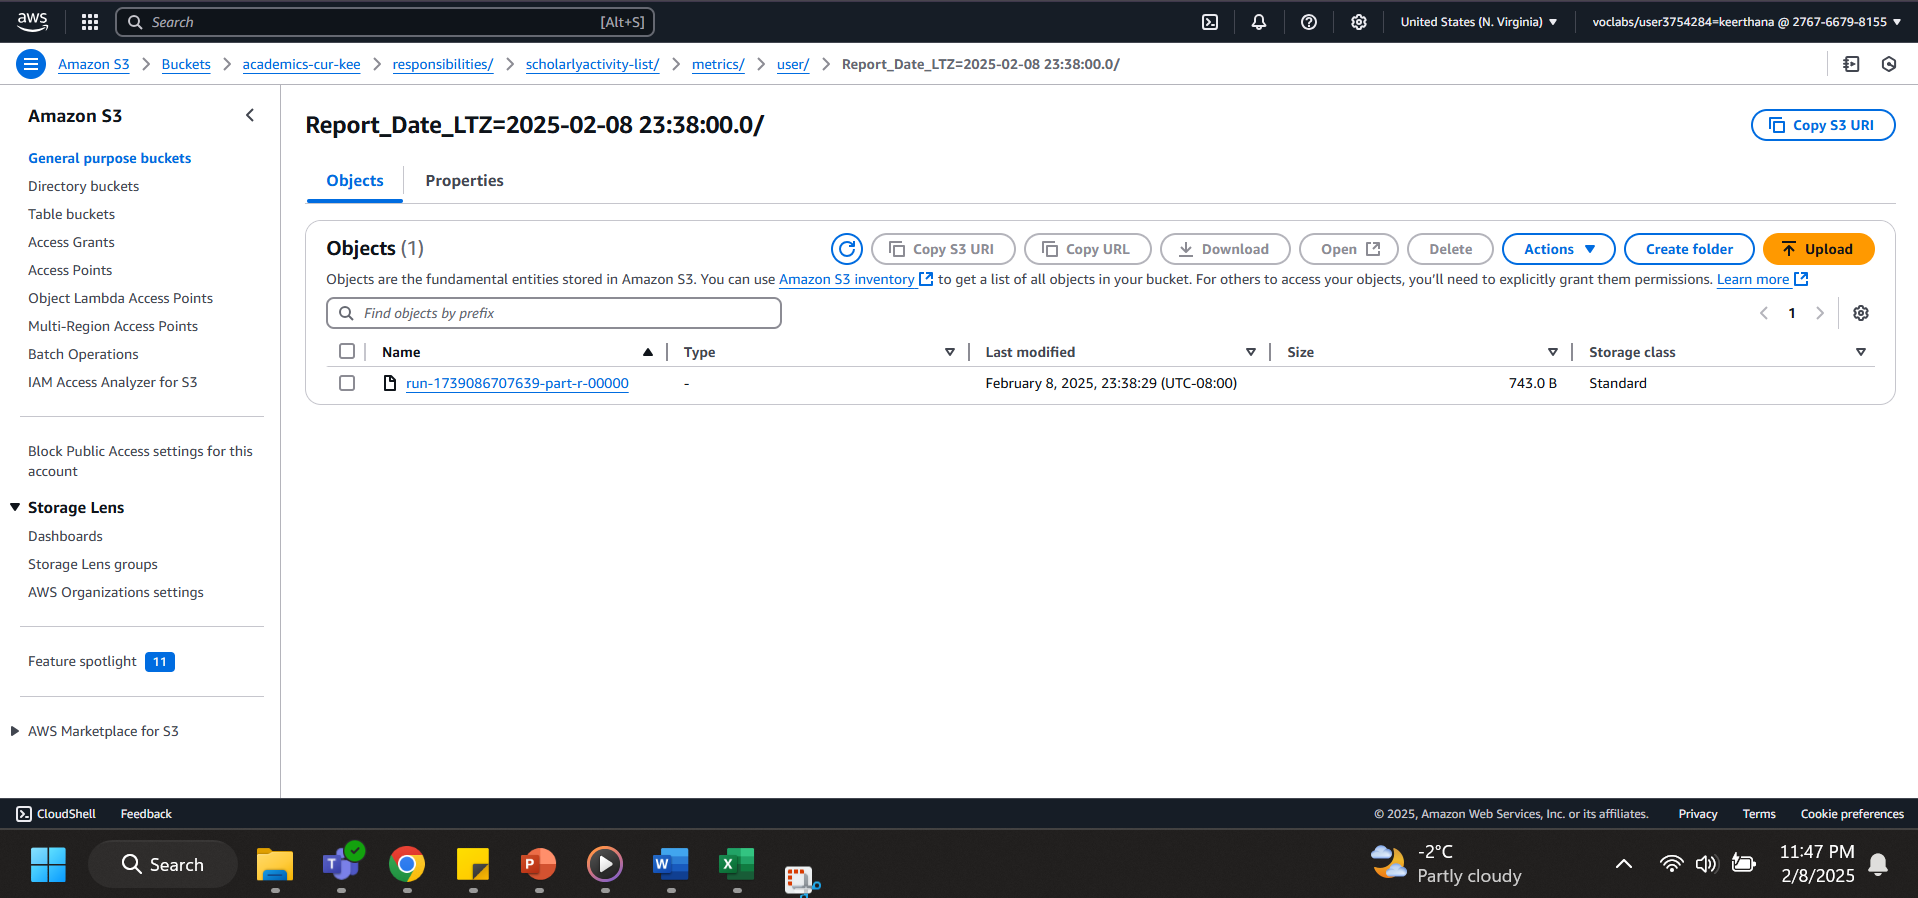 aws
Search [Alt+S]
United States (N. Virginia)
voclabs/user3754284=keerthana @ 2767-6679-8155
Amazon S3
Buckets
academics-cur-kee
responsibilities/
scholarlyactivity-list/
metrics/
user/
Report_Date_LTZ=2025-02-08 23:38:00.0/
Amazon S3
General purpose buckets
Directory buckets
Table buckets
Access Grants
Access Points
Object Lambda Access Points
Multi-Region Access Points
Batch Operations
IAM Access Analyzer for S3
Block Public Access settings for this
account
Storage Lens
Dashboards
Storage Lens groups
AWS Organizations settings
Feature spotlight 11
AWS Marketplace for S3
Report_Date_LTZ=2025-02-08 23:38:00.0/
Copy S3 URI
Objects
Properties
Objects (1)
Copy S3 URI
Copy URL
Download
Open
Delete
Actions
Create folder
Upload
Objects are the fundamental entities stored in Amazon S3. You can use Amazon S3 inventory to get a list of all objects in your bucket. For others to access your objects, you'll need to explicitly grant them permissions. Learn more
Find objects by prefix
1
Name Type Last modified Size Storage class
run-1739086707639-part-r-00000 - February 8, 2025, 23:38:29 (UTC-08:00) 743.0 B Standard
CloudShell Feedback
© 2025, Amazon Web Services, Inc. or its affiliates. Privacy Terms Cookie preferences
Search
T
P
W
X
-2°C
Partly cloudy
11:47 PM
2/8/2025